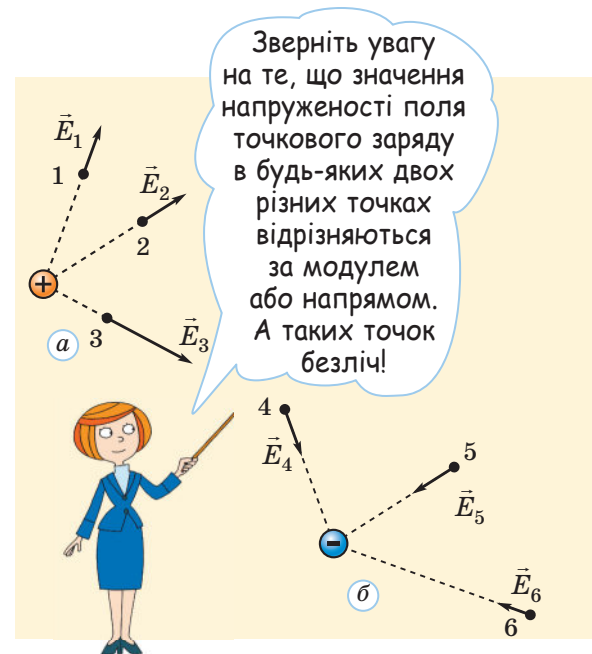 Зверніть увагу
на те, що значення
напруженості поля
точкового заряду
в будь-яких двох
різних точках
відрізняються
за модулем
або напрямом.
А таких точок
безліч!
E⃗₁
1
E⃗₂
2
+
3
E⃗₃
а
4
E⃗₄
5
E⃗₅
–
б
E⃗₆
6